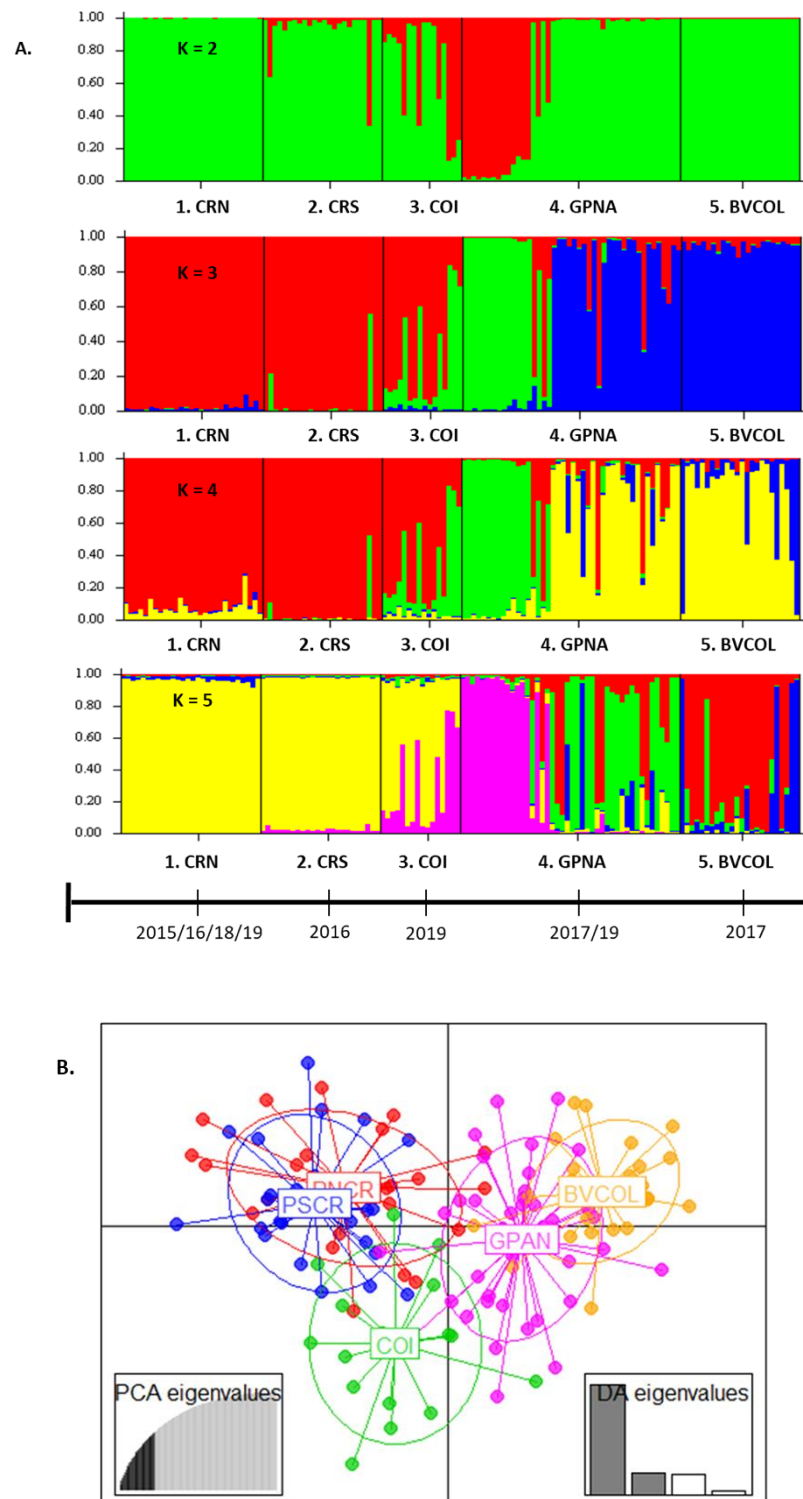 A.
1.00
0.80
0.60
0.40
0.20
0.00
K = 2
1. CRN 2. CRS 3. COI 4. GPNA 5. BVCOL
1.00
0.80
0.60
0.40
0.20
0.00
K = 3
1. CRN 2. CRS 3. COI 4. GPNA 5. BVCOL
1.00
0.80
0.60
0.40
0.20
0.00
K = 4
1. CRN 2. CRS 3. COI 4. GPNA 5. BVCOL
1.00
0.80
0.60
0.40
0.20
0.00
K = 5
1. CRN 2. CRS 3. COI 4. GPNA 5. BVCOL
2015/16/18/19 2016 2019 2017/19 2017
B.
PNCR
PSCR
BVCOL
GPAN
COI
PCA eigenvalues
DA eigenvalues